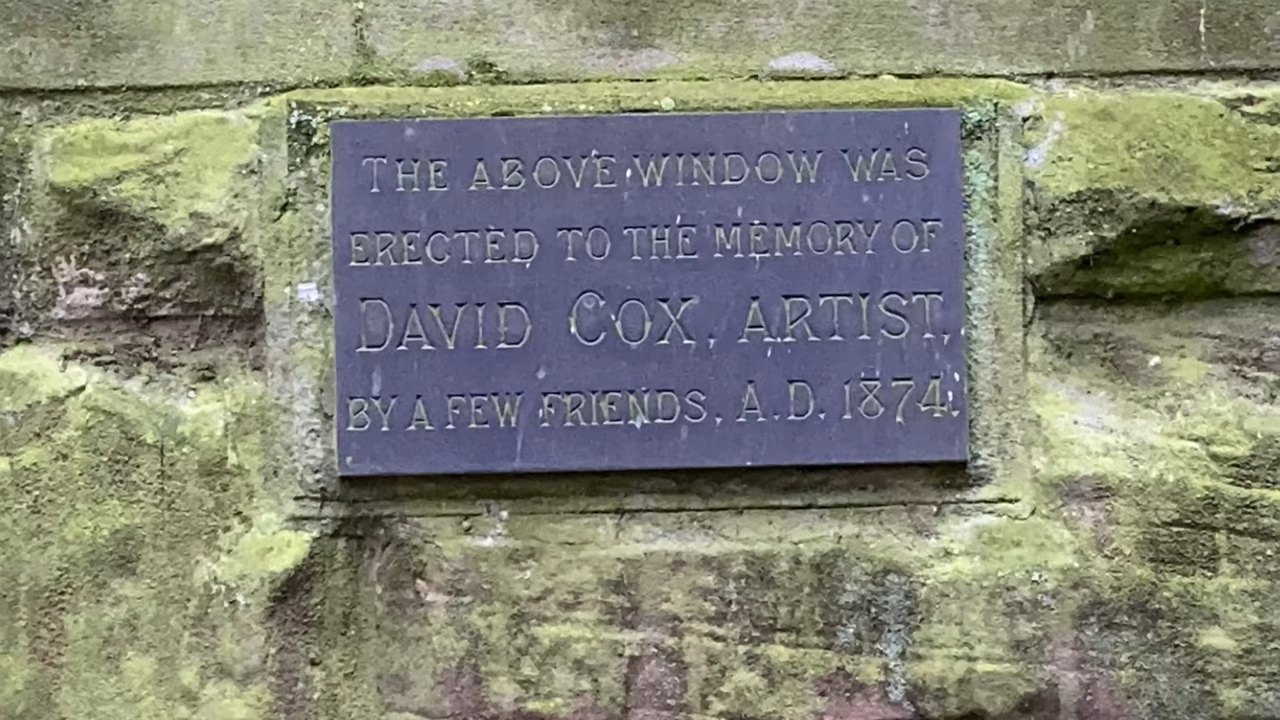 THE ABOVE WINDOW WAS
ERECTED TO THE MEMORY OF
DAVID COX, ARTIST,
BY A FEW FRIENDS, A.D. 1874.